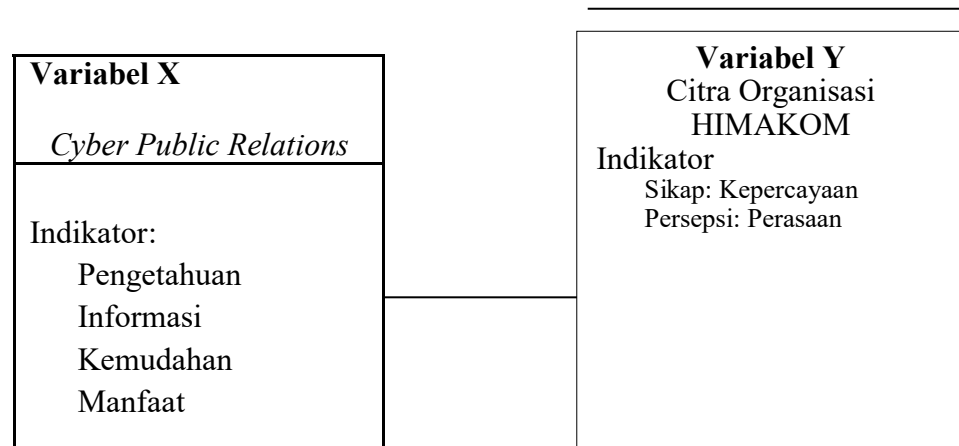 Variabel X
Cyber Public Relations
Indikator:
Pengetahuan
Informasi
Kemudahan
Manfaat
Variabel Y
Citra Organisasi
HIMAKOM
Indikator
Sikap: Kepercayaan
Persepsi: Perasaan